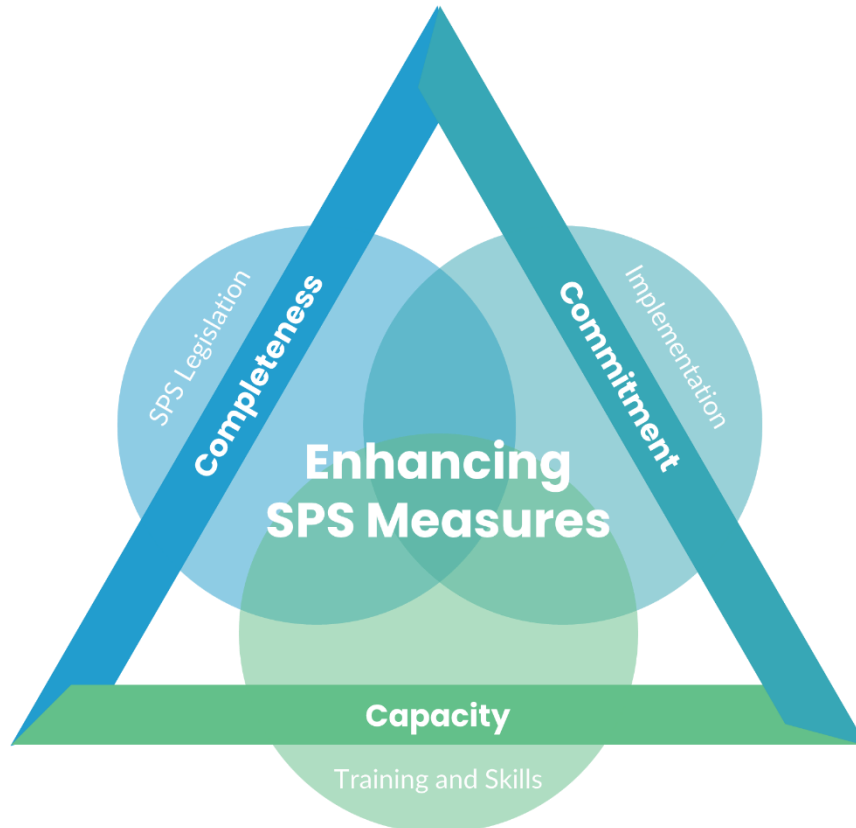 SPS Legislation
Completeness
Commitment
Implementation
Enhancing
SPS Measures
Capacity
Training and Skills